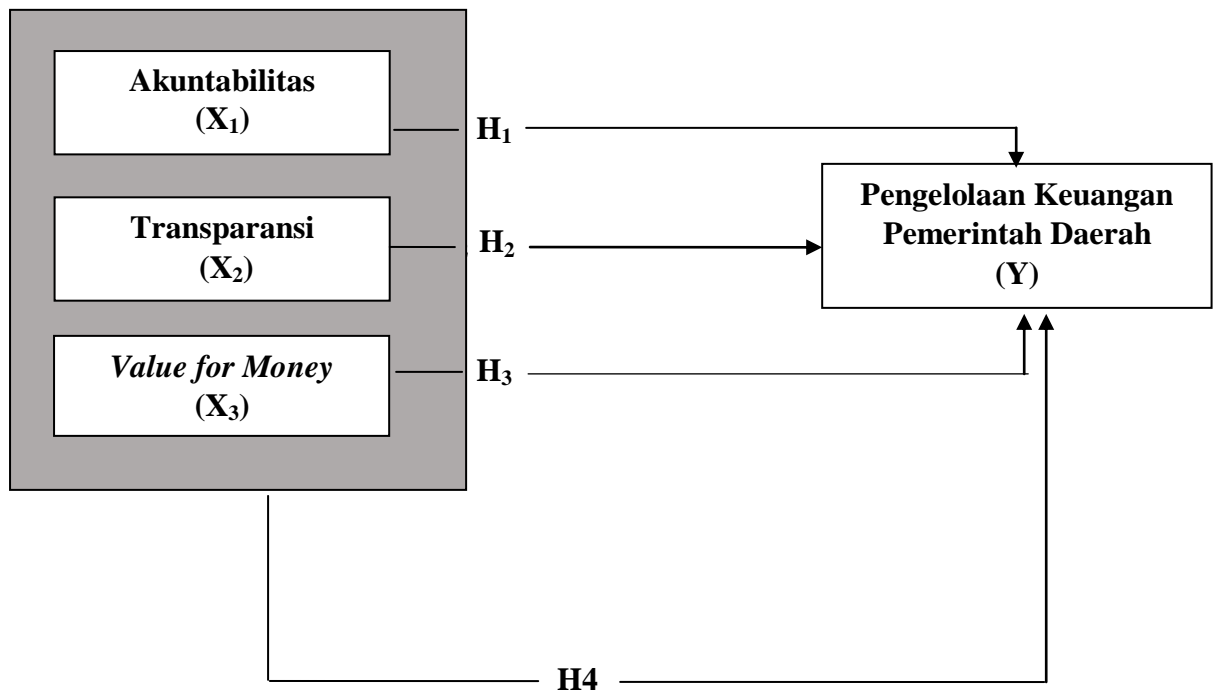 Akuntabilitas
(X₁)
H₁
Transparansi
(X₂)
H₂
Value for Money
(X₃)
H₃
Pengelolaan Keuangan
Pemerintah Daerah
(Y)
H4